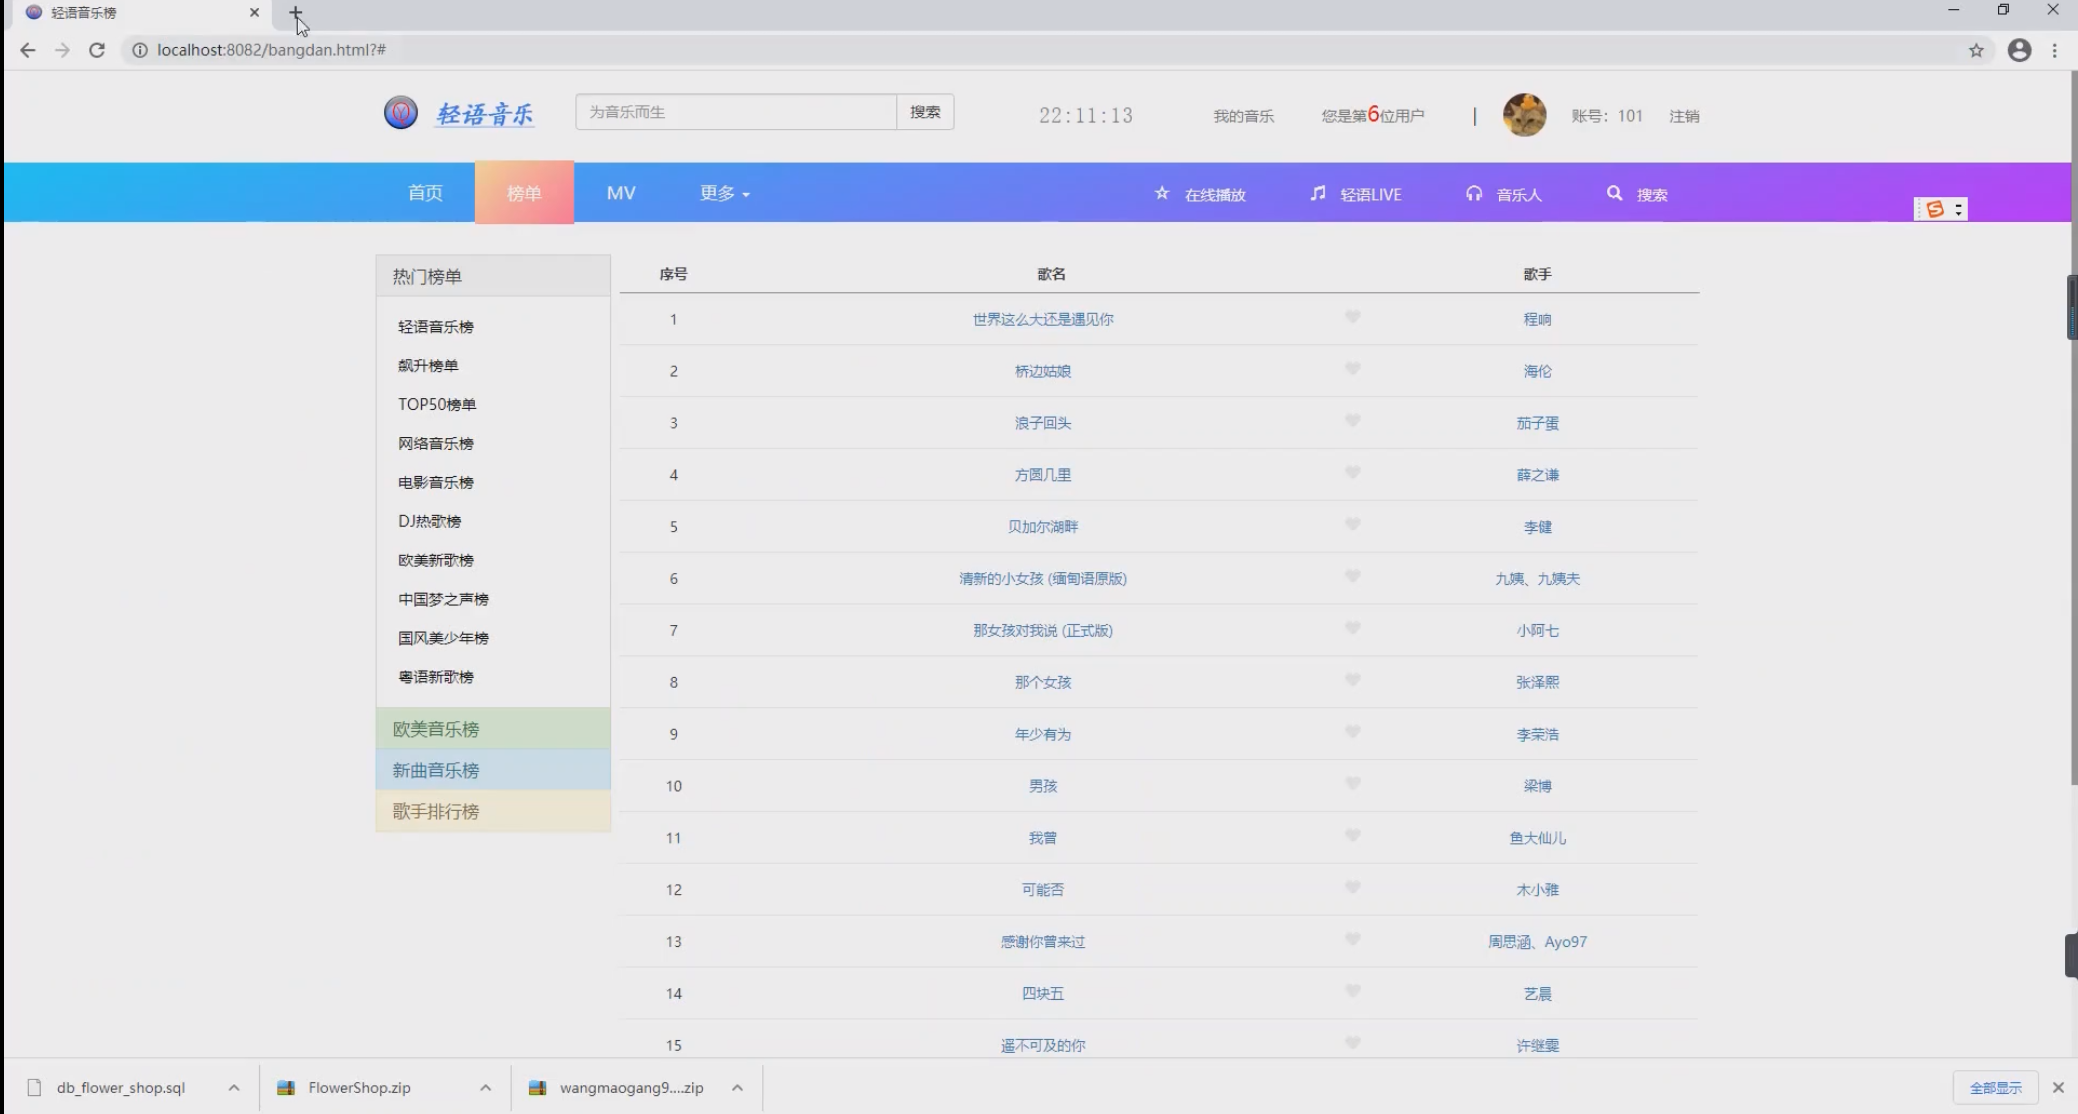 轻语音乐榜
localhost:8082/bangdan.html?#
轻语音乐 为音乐而生 搜索 22:11:13 我的音乐 您是第6位用户 | 账号：101 注销
首页 榜单 MV 更多 在线播放 轻语LIVE 音乐人 搜索
热门榜单
轻语音乐榜
飙升榜单
TOP50榜单
网络音乐榜
电影音乐榜
DJ热歌榜
欧美新歌榜
中国梦之声榜
国风美少年榜
粤语新歌榜
欧美音乐榜
新曲音乐榜
歌手排行榜
序号 歌名 歌手
1 世界这么大还是遇见你 程响
2 桥边姑娘 海伦
3 浪子回头 茄子蛋
4 方圆几里 薛之谦
5 贝加尔湖畔 李健
6 清新的小女孩 (缅甸语原版) 九姨、九姨夫
7 那女孩对我说 (正式版) 小阿七
8 那个女孩 张泽熙
9 年少有为 李荣浩
10 男孩 梁博
11 我曾 鱼大仙儿
12 可能否 木小雅
13 感谢你曾来过 周思涵、Ayo97
14 四块五 艺晨
15 遥不可及的你 许继雯
db_flower_shop.sql FlowerShop.zip wangmaogang9....zip 全部显示